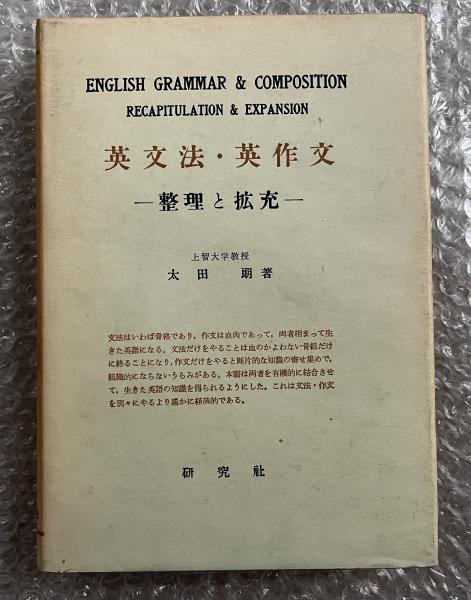 ENGLISH GRAMMAR & COMPOSITION
RECAPITULATION & EXPANSION
英文法・英作文
―整理と拡充―
上智大学教授
太田 朗著
文法はいわば骨格であり，作文は血肉であって，両者相まって生
きた英語になる．文法だけをやることは血のかよわない骨組だけ
に終ることになり，作文だけをやると断片的な知識の寄せ集めで，
組織的にならないうらみがある．本書は両者を有機的に結合させ
て，生きた英語の知識を得られるようにした．これは文法・作文
を別々にやるより遥かに経済的である．
研究社